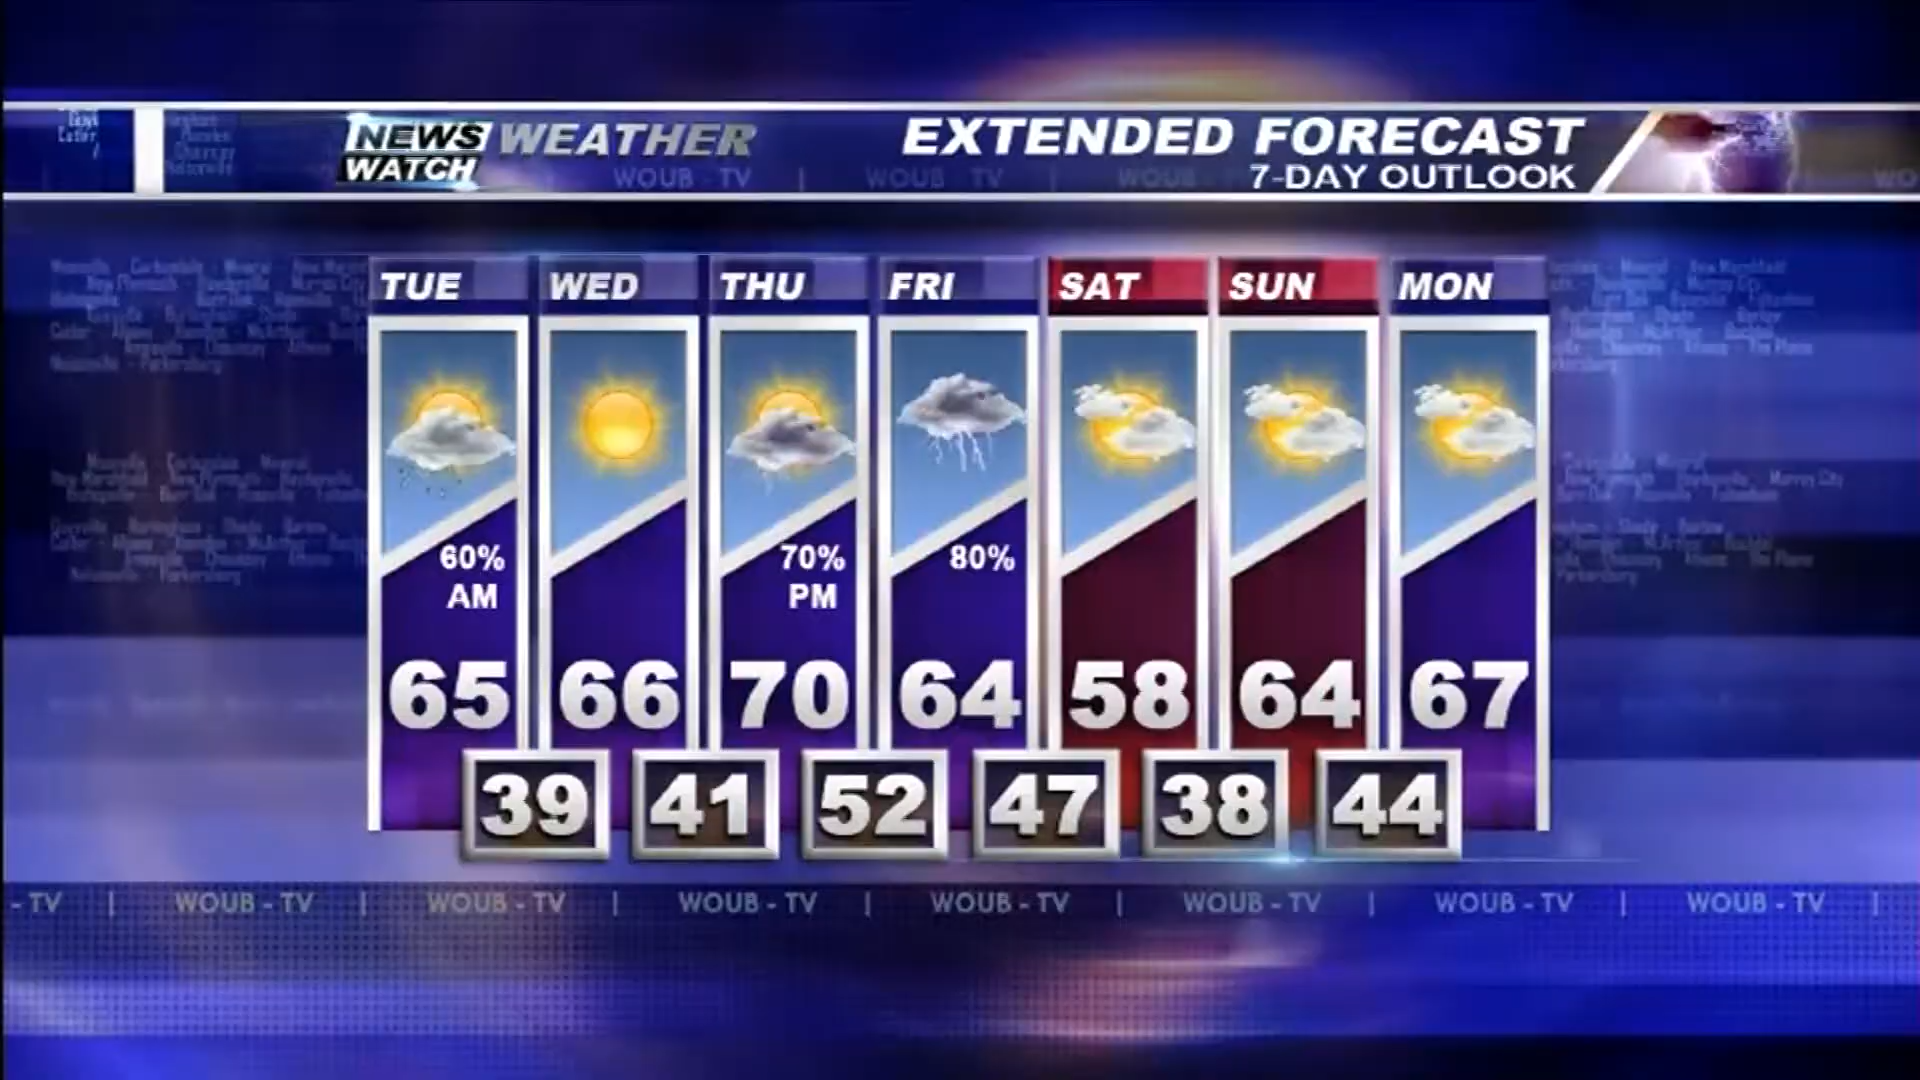 NEWS WATCH WEATHER
EXTENDED FORECAST
7-DAY OUTLOOK
WOUB - TV | WOUB - TV | WOUB
TUE WED THU FRI SAT SUN MON
60% AM
70% PM
80%
65 66 70 64 58 64 67
39 41 52 47 38 44
- TV | WOUB - TV | WOUB - TV | WOUB - TV | WOUB - TV | WOUB - TV | WOUB - TV | WOUB - TV |